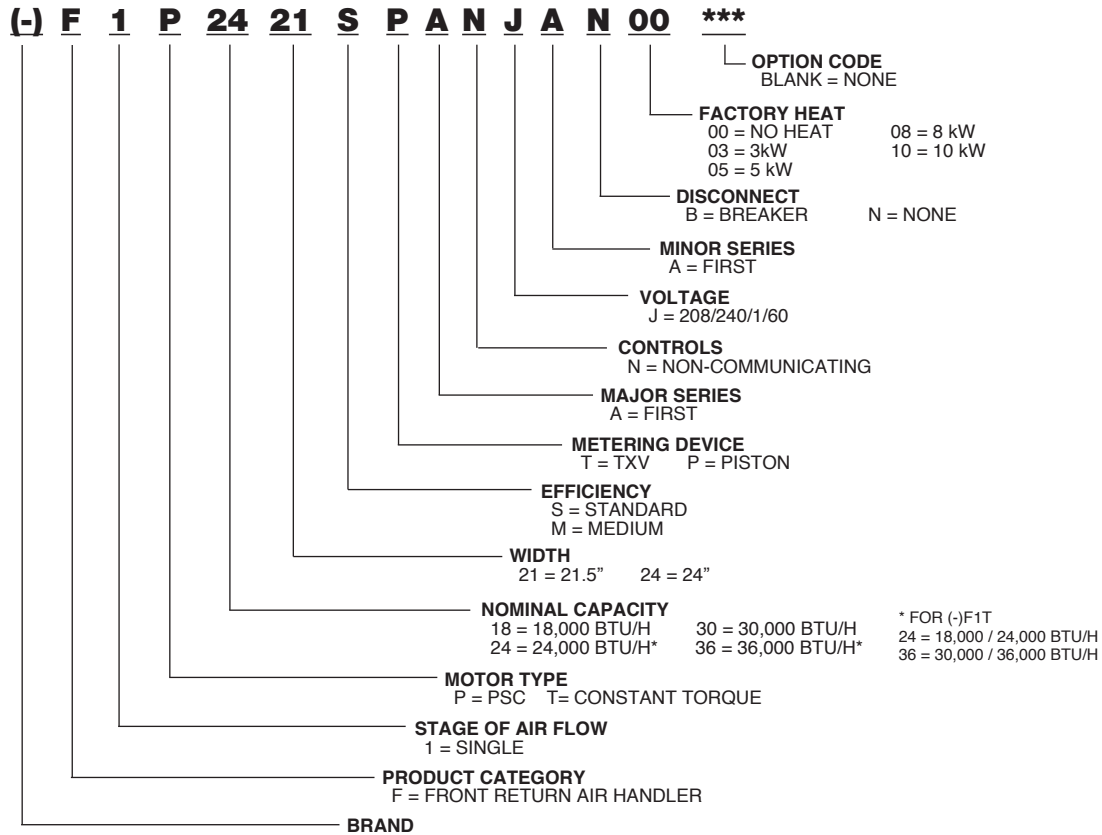 (-) F 1 P 24 21 S P A N J A N 00 ***
OPTION CODE
BLANK = NONE
FACTORY HEAT
00 = NO HEAT 08 = 8 kW
03 = 3kW 10 = 10 kW
05 = 5 kW
DISCONNECT
B = BREAKER N = NONE
MINOR SERIES
A = FIRST
VOLTAGE
J = 208/240/1/60
CONTROLS
N = NON-COMMUNICATING
MAJOR SERIES
A = FIRST
METERING DEVICE
T = TXV P = PISTON
EFFICIENCY
S = STANDARD
M = MEDIUM
WIDTH
21 = 21.5” 24 = 24”
NOMINAL CAPACITY
18 = 18,000 BTU/H 30 = 30,000 BTU/H
24 = 24,000 BTU/H* 36 = 36,000 BTU/H*
* FOR (-)F1T
24 = 18,000 / 24,000 BTU/H
36 = 30,000 / 36,000 BTU/H
MOTOR TYPE
P = PSC T= CONSTANT TORQUE
STAGE OF AIR FLOW
1 = SINGLE
PRODUCT CATEGORY
F = FRONT RETURN AIR HANDLER
BRAND